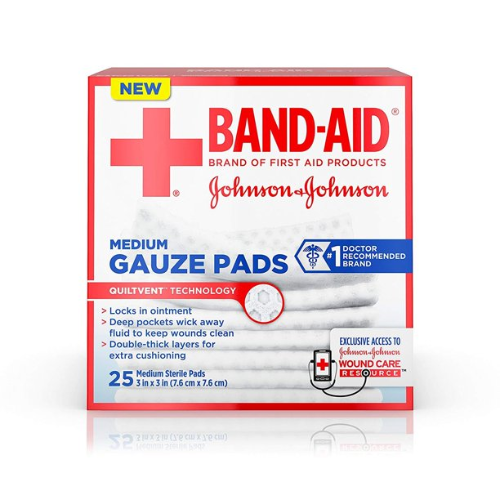 NEW
BAND-AID®
BRAND OF FIRST AID PRODUCTS
Johnson & Johnson
®
MEDIUM
GAUZE PADS
#1 DOCTOR
RECOMMENDED
BRAND
QUILTVENT™ TECHNOLOGY
> Locks in ointment
> Deep pockets wick away
fluid to keep wounds clean
> Double-thick layers for
extra cushioning
EXCLUSIVE ACCESS TO
Johnson & Johnson
WOUND CARE
RESOURCE™
25 Medium Sterile Pads
3 in x 3 in (7.6 cm x 7.6 cm)